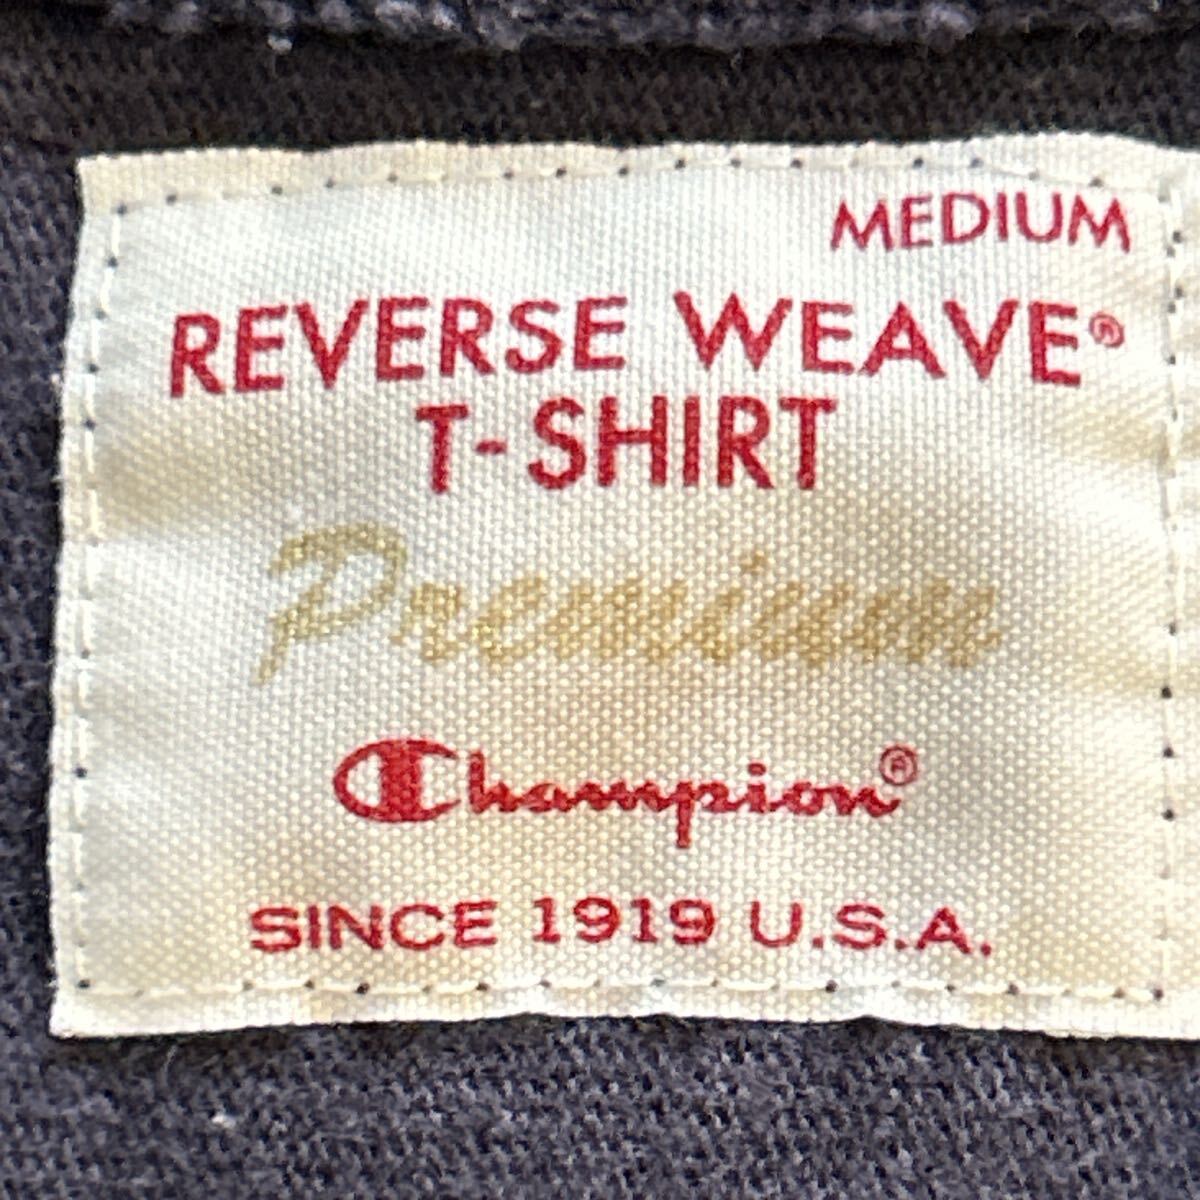 MEDIUM
REVERSE WEAVE®
T-SHIRT
Premium
Champion®
SINCE 1919 U.S.A.